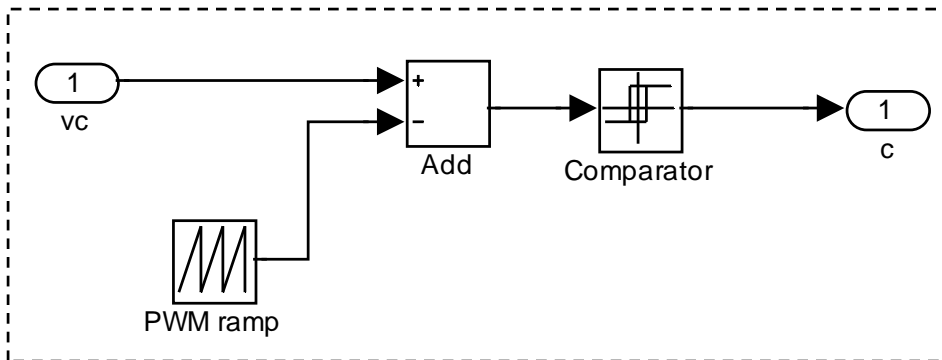 1
vc
+
−
Add
Comparator
1
c
PWM ramp